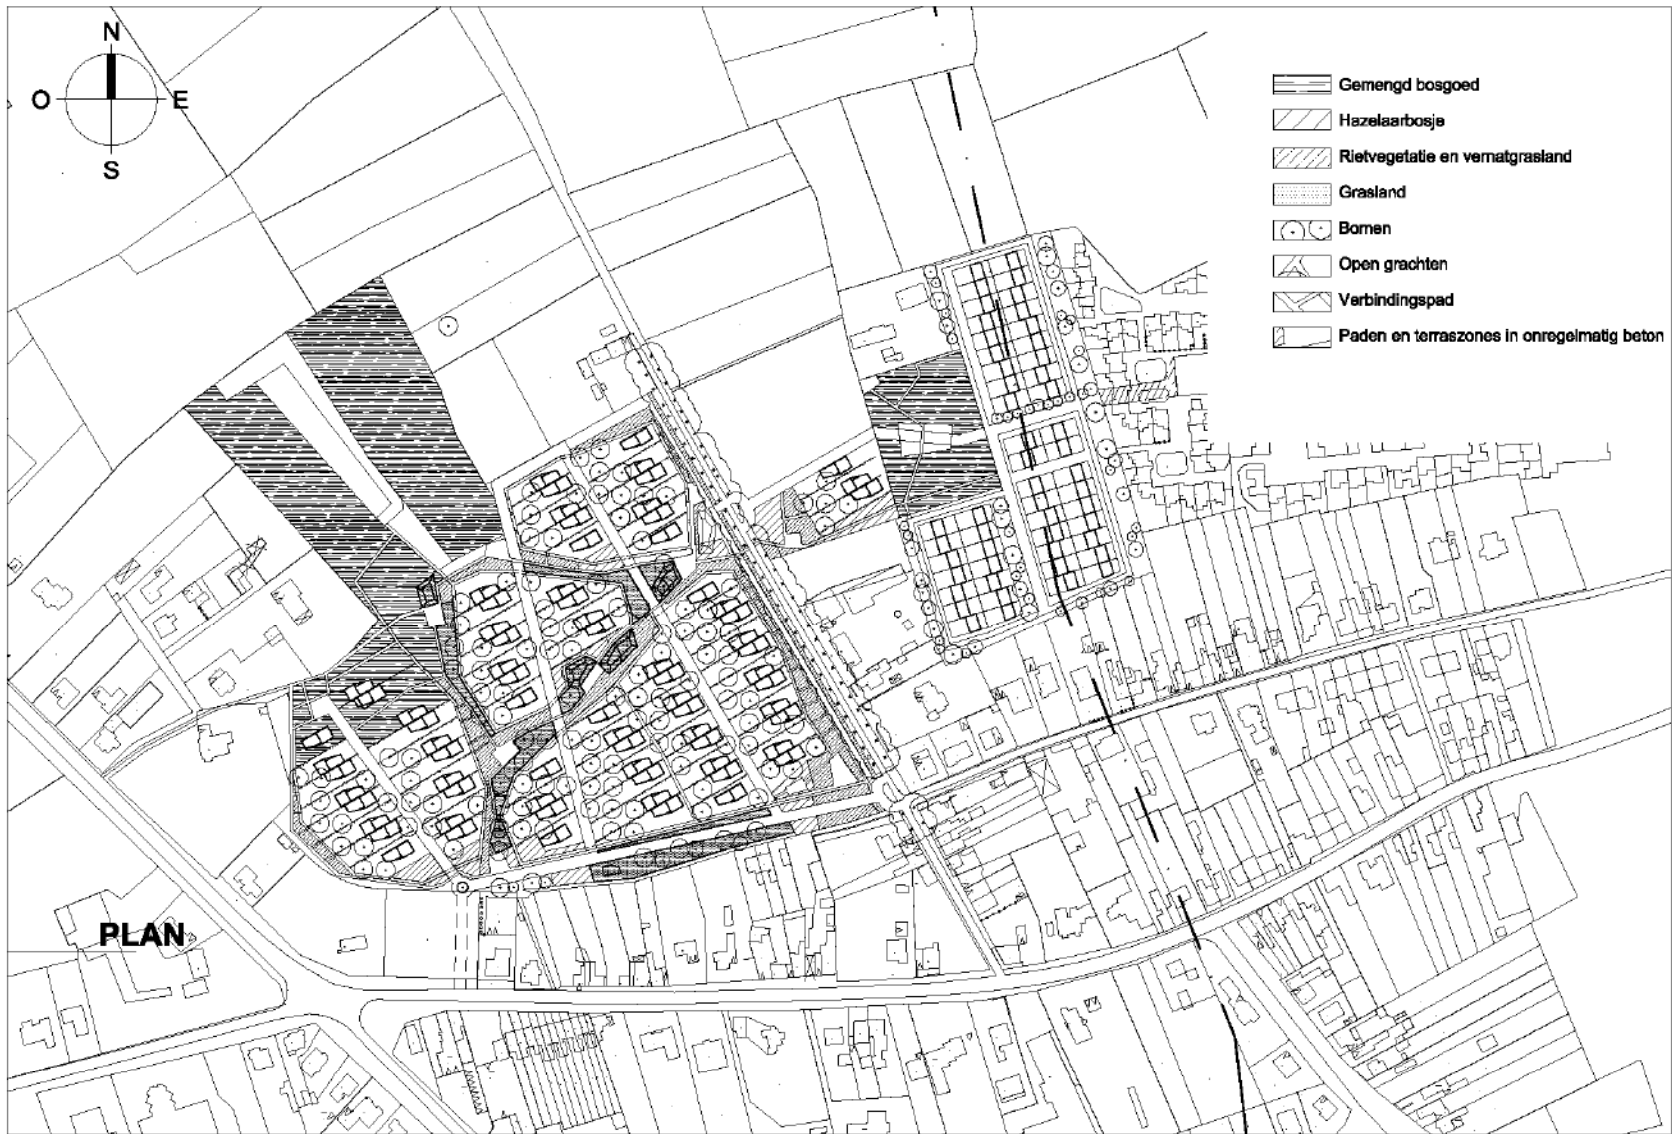 N
O E
S
Gemengd bosgoed
Hazelaarbosje
Rietvegetatie en vernatgrasland
Grasland
Bomen
Open grachten
Verbindingspad
Paden en terraszones in onregelmatig beton
PLAN